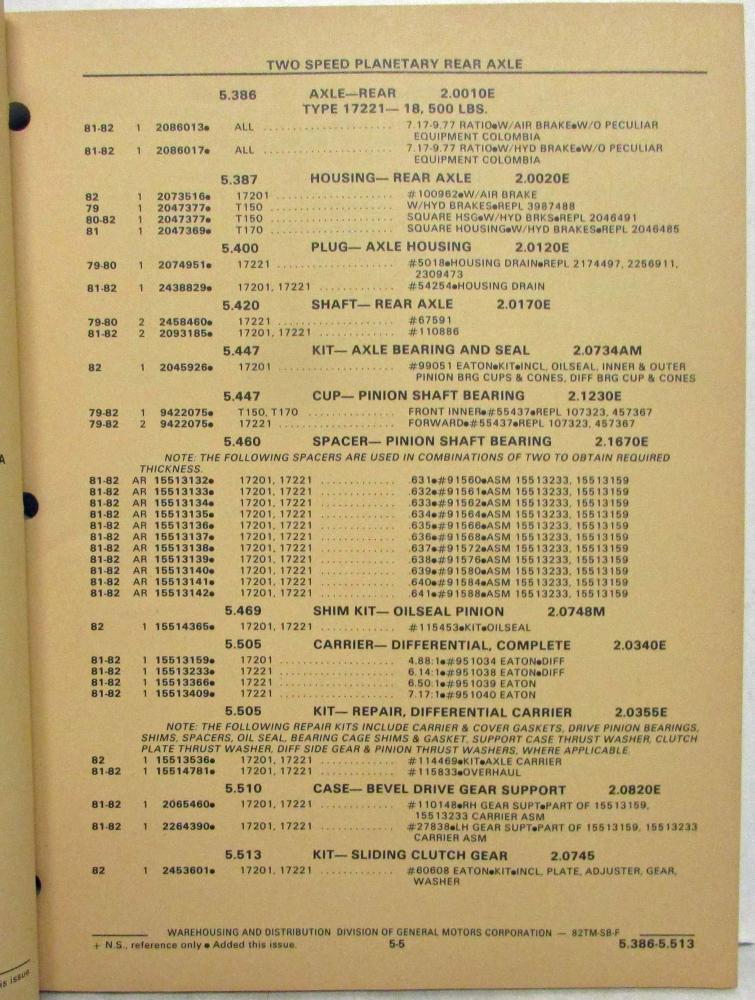 TWO SPEED PLANETARY REAR AXLE
5.386 AXLE—REAR 2.0010E
TYPE 17221— 18, 500 LBS.
81-82 1 2086013● ALL ...................... 7.17-9.77 RATIO●W/AIR BRAKE●W/O PECULIAR
EQUIPMENT COLOMBIA
81-82 1 2086017● ALL ...................... 7.17-9.77 RATIO●W/HYD BRAKE●W/O PECULIAR
EQUIPMENT COLOMBIA
5.387 HOUSING— REAR AXLE 2.0020E
82 1 2073516● 17201 .................... #100962●W/AIR BRAKE
79 1 2047377● T150 .................... W/HYD BRAKES●REPL 3987488
80-82 1 2047377● T150 .................... SQUARE HSG●W/HYD BRKS●REPL 2046491
81 1 2047369● T170 .................... SQUARE HOUSING●W/HYD BRAKES●REPL 2046485
5.400 PLUG— AXLE HOUSING 2.0120E
79-80 1 2074951● 17221 .................... #5018●HOUSING DRAIN●REPL 2174497, 2256911,
2309473
81-82 1 2438829● 17201, 17221 ............. #54254●HOUSING DRAIN
5.420 SHAFT— REAR AXLE 2.0170E
79-80 2 2458460● 17221 .................... #67591
81-82 2 2093185● 17201, 17221 ............. #110886
5.447 KIT— AXLE BEARING AND SEAL 2.0734AM
82 1 2045926● 17201 .................... #99051 EATON●KIT●INCL, OILSEAL, INNER & OUTER
PINION BRG CUPS & CONES, DIFF BRG CUP & CONES
5.447 CUP— PINION SHAFT BEARING 2.1230E
79-82 1 9422075● T150, T170 ............... FRONT INNER●#55437●REPL 107323, 457367
79-82 2 9422075● 17221 .................... FORWARD●#55437●REPL 107323, 457367
5.460 SPACER— PINION SHAFT BEARING 2.1670E
NOTE: THE FOLLOWING SPACERS ARE USED IN COMBINATIONS OF TWO TO OBTAIN REQUIRED
THICKNESS.
81-82 AR 15513132● 17201, 17221 ............. .631●#91560●ASM 15513233, 15513159
81-82 AR 15513133● 17201, 17221 ............. .632●#91561●ASM 15513233, 15513159
81-82 AR 15513134● 17201, 17221 ............. .633●#91562●ASM 15513233, 15513159
81-82 AR 15513135● 17201, 17221 ............. .634●#91564●ASM 15513233, 15513159
81-82 AR 15513136● 17201, 17221 ............. .635●#91566●ASM 15513233, 15513159
81-82 AR 15513137● 17201, 17221 ............. .636●#91568●ASM 15513233, 15513159
81-82 AR 15513138● 17201, 17221 ............. .637●#91572●ASM 15513233, 15513159
81-82 AR 15513139● 17201, 17221 ............. .638●#91576●ASM 15513233, 15513159
81-82 AR 15513140● 17201, 17221 ............. .639●#91580●ASM 15513233, 15513159
81-82 AR 15513141● 17201, 17221 ............. .640●#91584●ASM 15513233, 15513159
81-82 AR 15513142● 17201, 17221 ............. .641●#91588●ASM 15513233, 15513159
5.469 SHIM KIT— OILSEAL PINION 2.0748M
82 1 15514365● 17201, 17221 ............. #115453●KIT●OILSEAL
5.505 CARRIER— DIFFERENTIAL, COMPLETE 2.0340E
81-82 1 15513159● 17201 .................... 4.88:1●#951034 EATON●DIFF
81-82 1 15513233● 17221 .................... 6.14:1●#951038 EATON●DIFF
81-82 1 15513366● 17221 .................... 6.50:1●#951039 EATON
81-82 1 15513409● 17221 .................... 7.17:1●#951040 EATON
5.505 KIT— REPAIR, DIFFERENTIAL CARRIER 2.0355E
NOTE: THE FOLLOWING REPAIR KITS INCLUDE CARRIER & COVER GASKETS, DRIVE PINION BEARINGS,
SHIMS, SPACERS, OIL SEAL, BEARING CAGE SHIMS & GASKET, SUPPORT CASE THRUST WASHER, CLUTCH
PLATE THRUST WASHER, DIFF SIDE GEAR & PINION THRUST WASHERS, WHERE APPLICABLE.
82 1 15513536● 17201, 17221 ............. #114469●KIT●AXLE CARRIER
81-82 1 15514781● 17201, 17221 ............. #115833●OVERHAUL
5.510 CASE— BEVEL DRIVE GEAR SUPPORT 2.0820E
81-82 1 2065460● 17201, 17221 ............. #110148●RH GEAR SUPT●PART OF 15513159,
15513233 CARRIER ASM
81-82 1 2264390● 17201, 17221 ............. #27838●LH GEAR SUPT●PART OF 15513159, 15513233
CARRIER ASM
5.513 KIT— SLIDING CLUTCH GEAR 2.0745
82 1 2453601● 17201, 17221 ............. #60608 EATON●KIT●INCL, PLATE, ADJUSTER, GEAR,
WASHER
WAREHOUSING AND DISTRIBUTION DIVISION OF GENERAL MOTORS CORPORATION — 82TM-SB-F
+ N.S., reference only ● Added this issue. 5-5 5.386-5.513
A
is issue